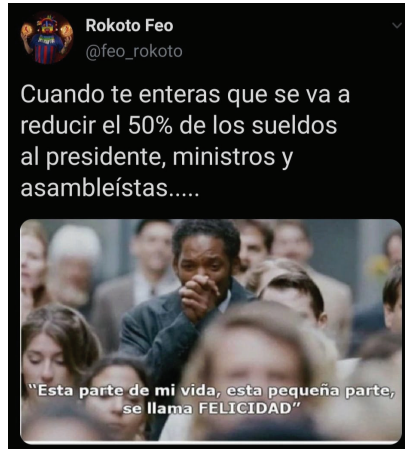 Rokoto Feo
@feo_rokoto
Cuando te enteras que se va a
reducir el 50% de los sueldos
al presidente, ministros y
asambleístas.....
"Esta parte de mi vida, esta pequeña parte,
se llama FELICIDAD"